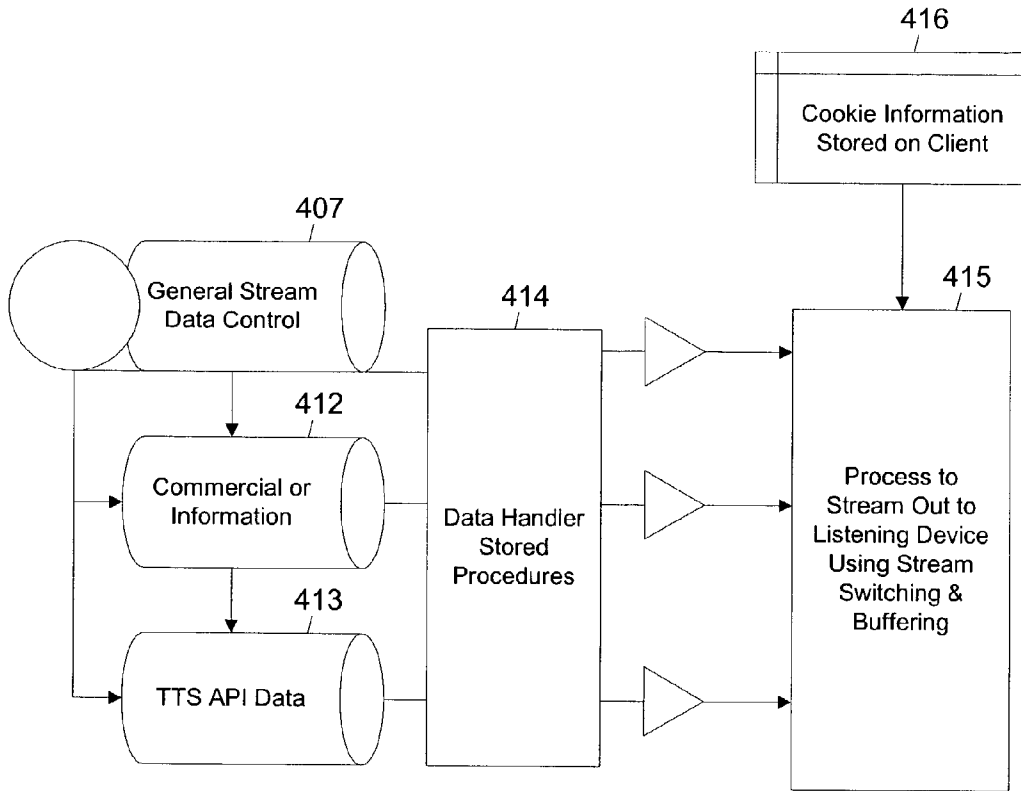 416
Cookie Information
Stored on Client
407
General Stream
Data Control
414
415
412
Commercial or
Information
Data Handler
Stored
Procedures
Process to
Stream Out to
Listening Device
Using Stream
Switching &
Buffering
413
TTS API Data